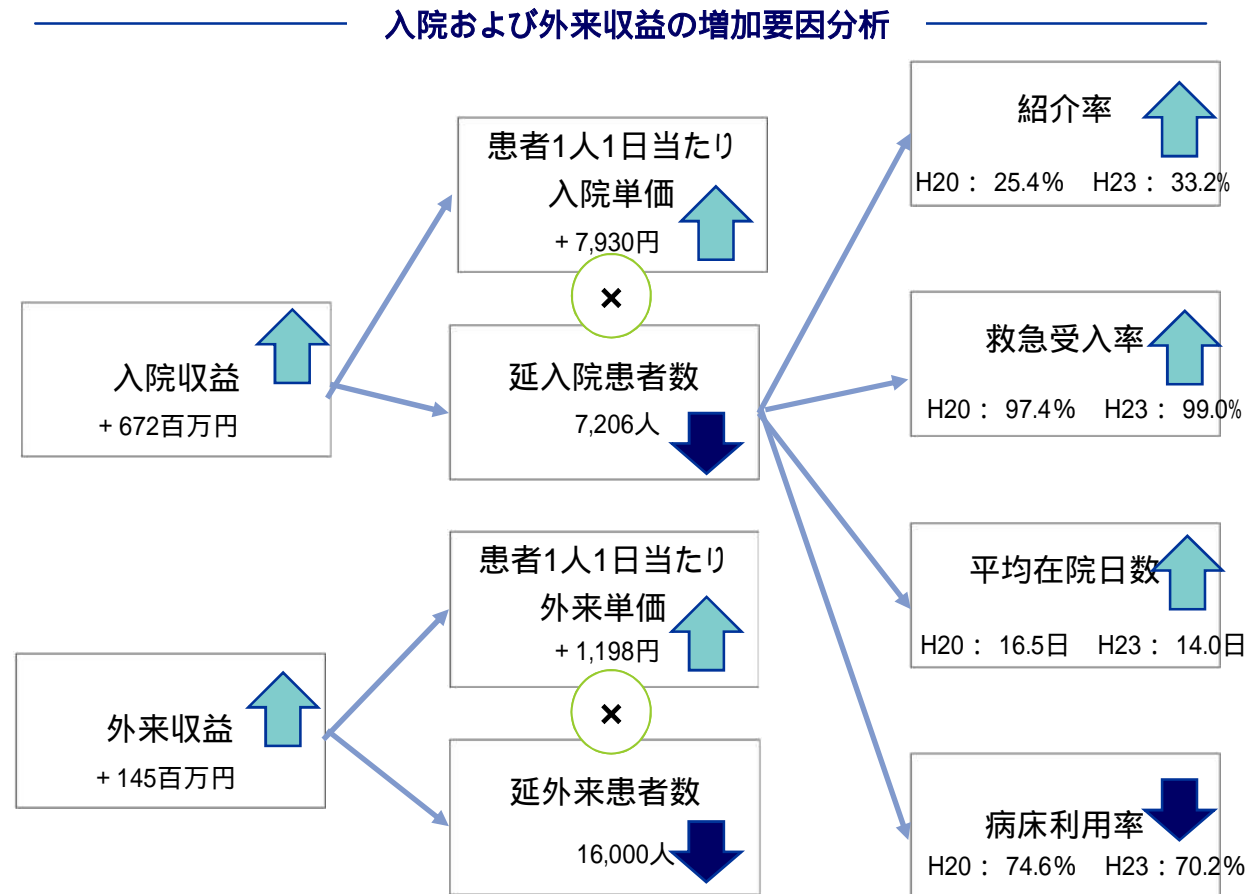 入院および外来収益の増加要因分析
患者1人1日当たり
入院単価
+ 7,930円
×
延入院患者数
7,206人
入院収益
+ 672百万円
患者1人1日当たり
外来単価
+ 1,198円
×
延外来患者数
16,000人
外来収益
+ 145百万円
紹介率
H20： 25.4% H23： 33.2%
救急受入率
H20： 97.4% H23： 99.0%
平均在院日数
H20： 16.5日 H23： 14.0日
病床利用率
H20： 74.6% H23：70.2%